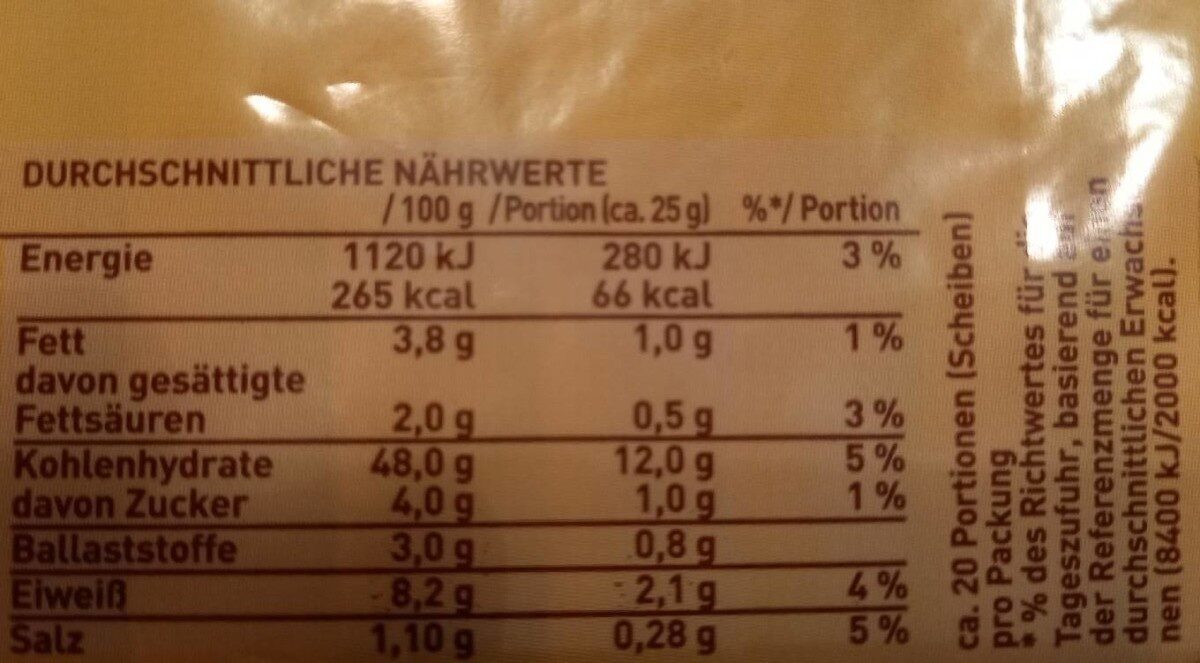 DURCHSCHNITTLICHE NÄHRWERTE
/ 100 g /Portion (ca. 25 g) %*/ Portion
Energie 1120 kJ 280 kJ 3 %
265 kcal 66 kcal
Fett 3,8 g 1,0 g 1 %
davon gesättigte
Fettsäuren 2,0 g 0,5 g 3 %
Kohlenhydrate 48,0 g 12,0 g 5 %
davon Zucker 4,0 g 1,0 g 1 %
Ballaststoffe 3,0 g 0,8 g
Eiweiß 8,2 g 2,1 g 4 %
Salz 1,10 g 0,28 g 5 %
ca. 20 Portionen (Scheiben)
pro Packung
* % des Richtwertes für
Tageszufuhr, basierend auf
der Referenzmenge für einen
durchschnittlichen Erwachse-
nen (8400 kJ/2000 kcal).